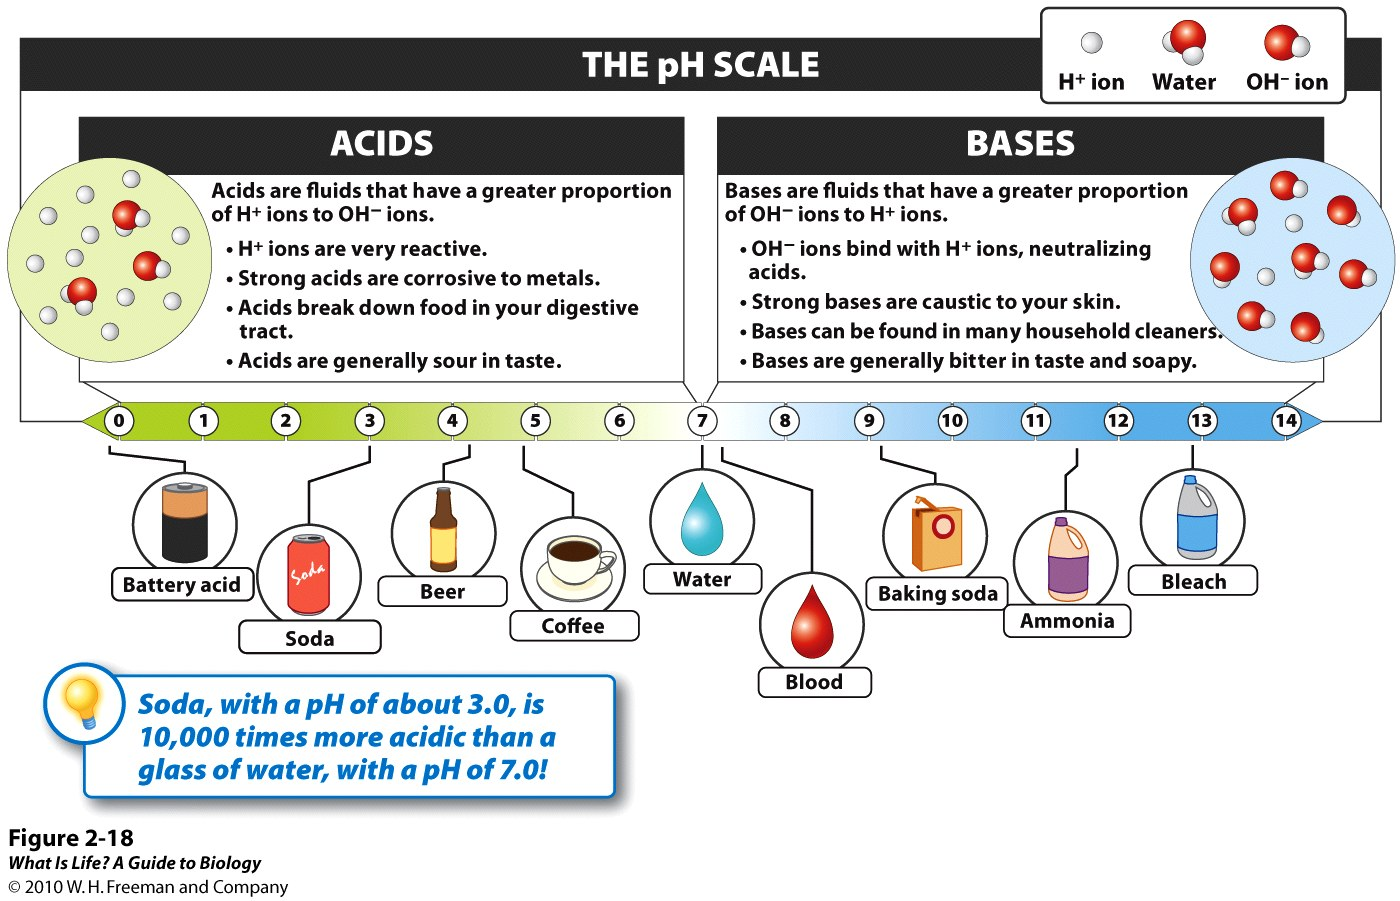 THE pH SCALE
H⁺ ion
Water
OH⁻ ion
ACIDS
Acids are fluids that have a greater proportion
of H⁺ ions to OH⁻ ions.
• H⁺ ions are very reactive.
• Strong acids are corrosive to metals.
• Acids break down food in your digestive
tract.
• Acids are generally sour in taste.
BASES
Bases are fluids that have a greater proportion
of OH⁻ ions to H⁺ ions.
• OH⁻ ions bind with H⁺ ions, neutralizing
acids.
• Strong bases are caustic to your skin.
• Bases can be found in many household cleaners.
• Bases are generally bitter in taste and soapy.
0 1 2 3 4 5 6 7 8 9 10 11 12 13 14
Battery acid
Soda
Soda
Beer
Coffee
Water
Blood
Baking soda
Ammonia
Bleach
Soda, with a pH of about 3.0, is
10,000 times more acidic than a
glass of water, with a pH of 7.0!
Figure 2-18
What Is Life? A Guide to Biology
© 2010 W. H. Freeman and Company